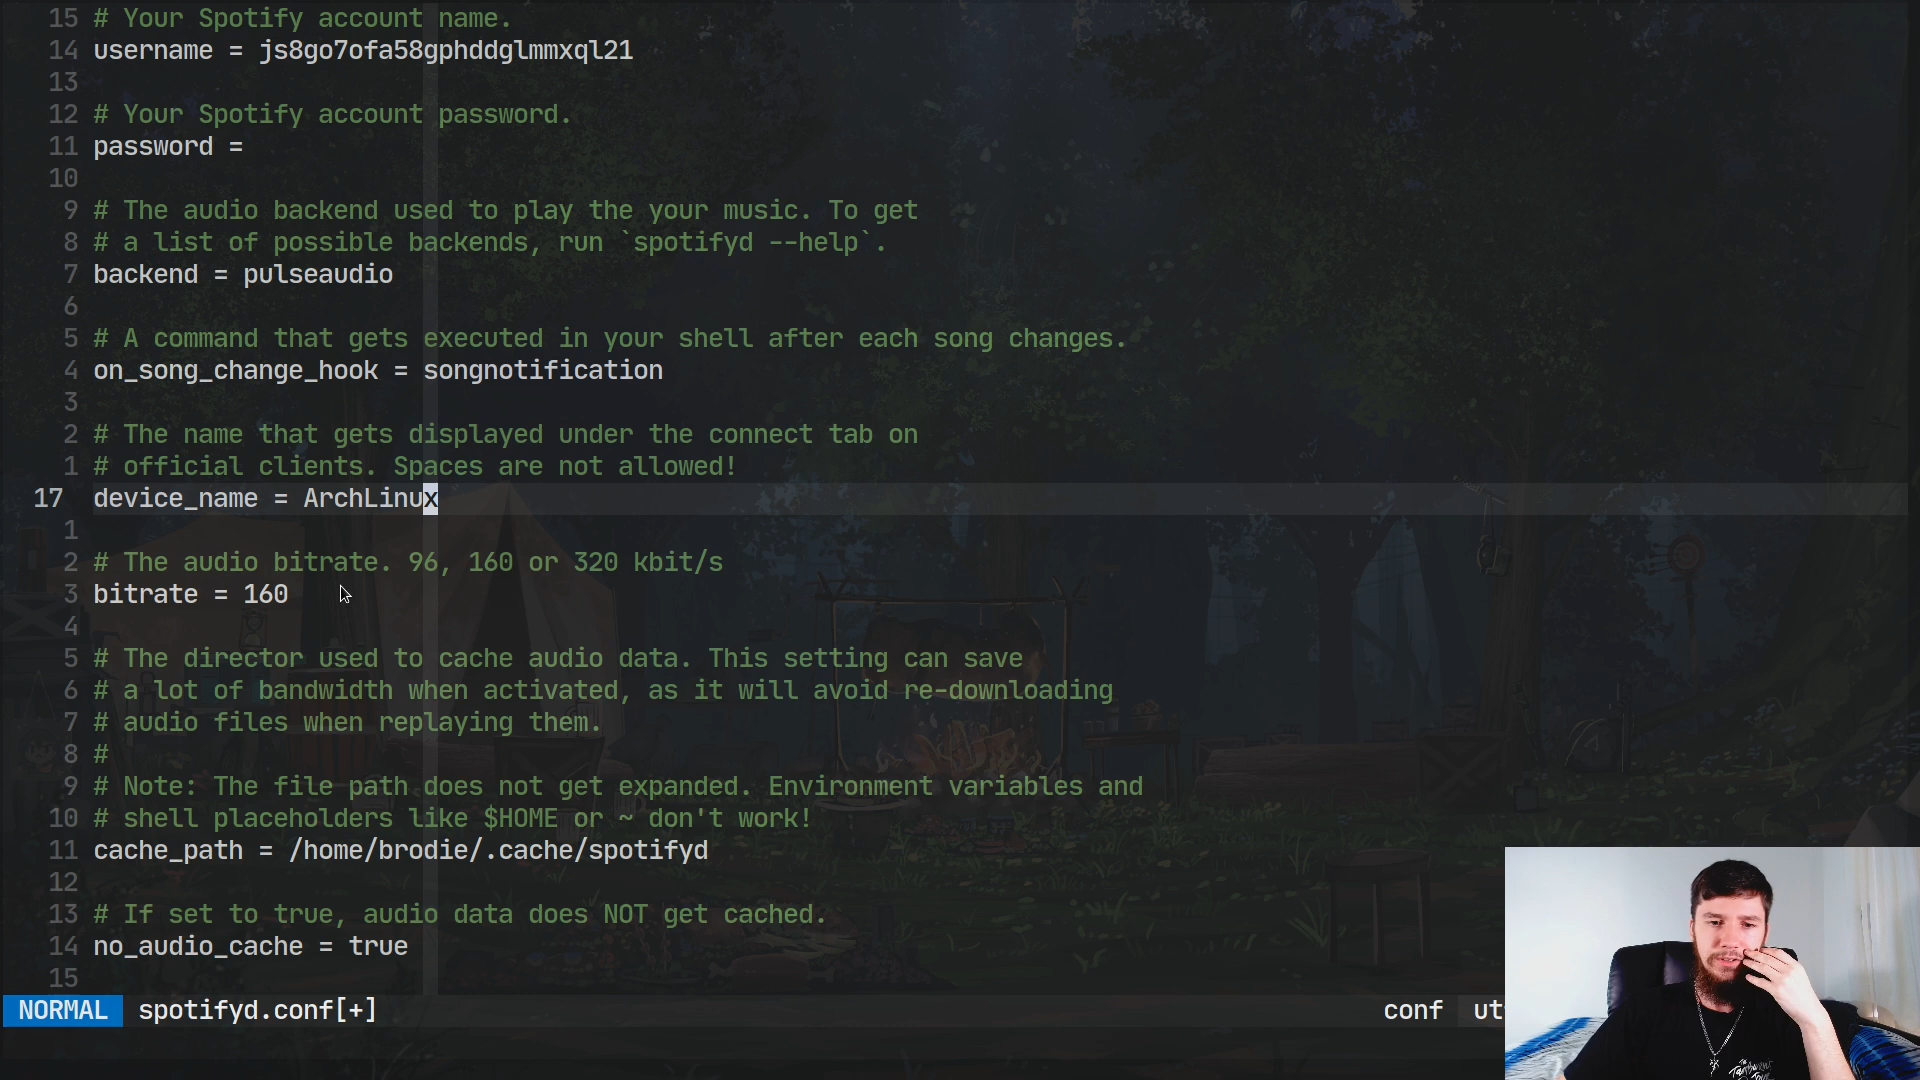 15 # Your Spotify account name.
14 username = js8go7ofa58gphddglmmxql21
13
12 # Your Spotify account password.
11 password =
10
9 # The audio backend used to play the your music. To get
8 # a list of possible backends, run `spotifyd --help`.
7 backend = pulseaudio
6
5 # A command that gets executed in your shell after each song changes.
4 on_song_change_hook = songnotification
3
2 # The name that gets displayed under the connect tab on
1 # official clients. Spaces are not allowed!
17 device_name = ArchLinux
1
2 # The audio bitrate. 96, 160 or 320 kbit/s
3 bitrate = 160
4
5 # The director used to cache audio data. This setting can save
6 # a lot of bandwidth when activated, as it will avoid re-downloading
7 # audio files when replaying them.
8 #
9 # Note: The file path does not get expanded. Environment variables and
10 # shell placeholders like $HOME or ~ don't work!
11 cache_path = /home/brodie/.cache/spotifyd
12
13 # If set to true, audio data does NOT get cached.
14 no_audio_cache = true
15
NORMAL spotifyd.conf[+] conf ut